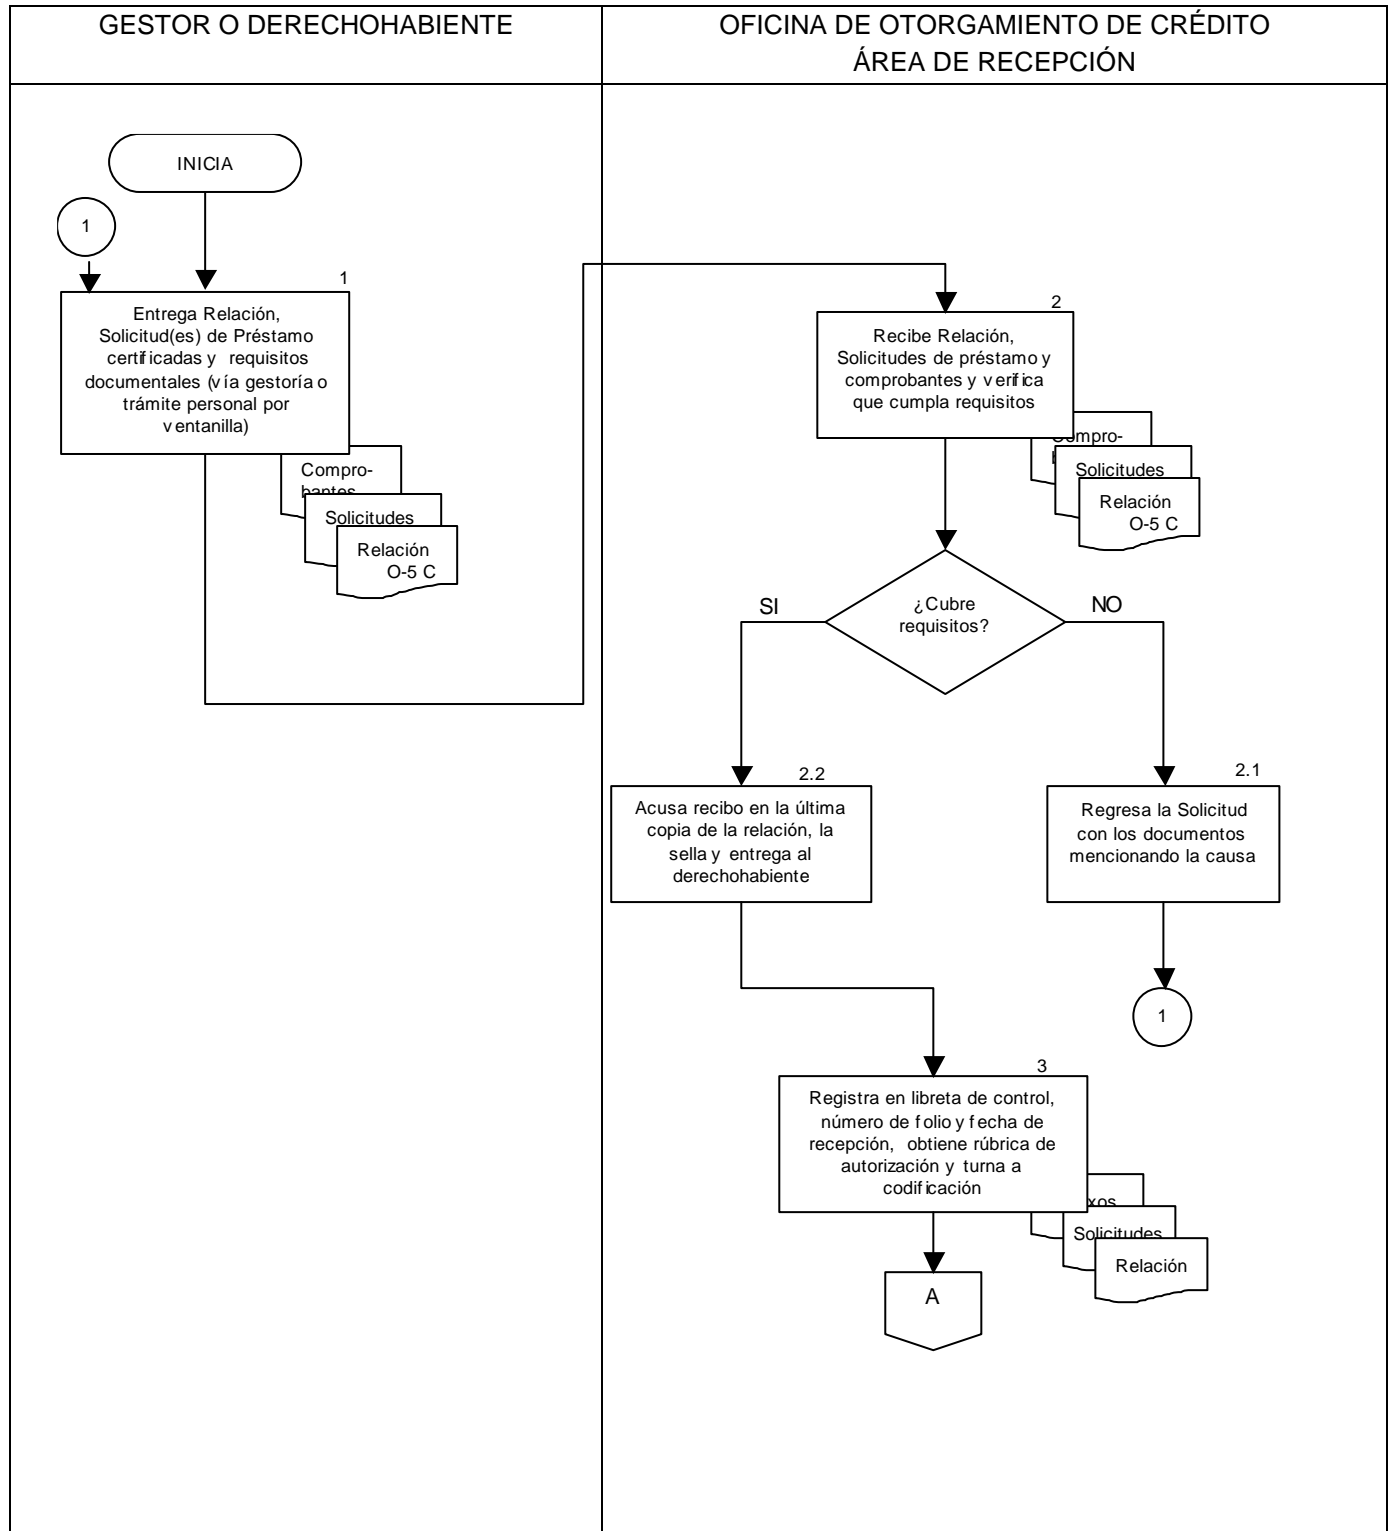 GESTOR O DERECHOHABIENTE
OFICINA DE OTORGAMIENTO DE CRÉDITO
ÁREA DE RECEPCIÓN
INICIA
1
1
Entrega Relación,
Solicitud(es) de Préstamo
certificadas y requisitos
documentales (vía gestoría o
trámite personal por
ventanilla)
Compro-
bantes
Solicitudes
Relación
O-5 C
2
Recibe Relación,
Solicitudes de préstamo y
comprobantes y verifica
que cumpla requisitos
Compro-
Solicitudes
Relación
O-5 C
¿Cubre
requisitos?
SI
NO
2.2
Acusa recibo en la última
copia de la relación, la
sella y entrega al
derechohabiente
2.1
Regresa la Solicitud
con los documentos
mencionando la causa
1
3
Registra en libreta de control,
número de folio y fecha de
recepción, obtiene rúbrica de
autorización y turna a
codificación
Solicitudes
Relación
A